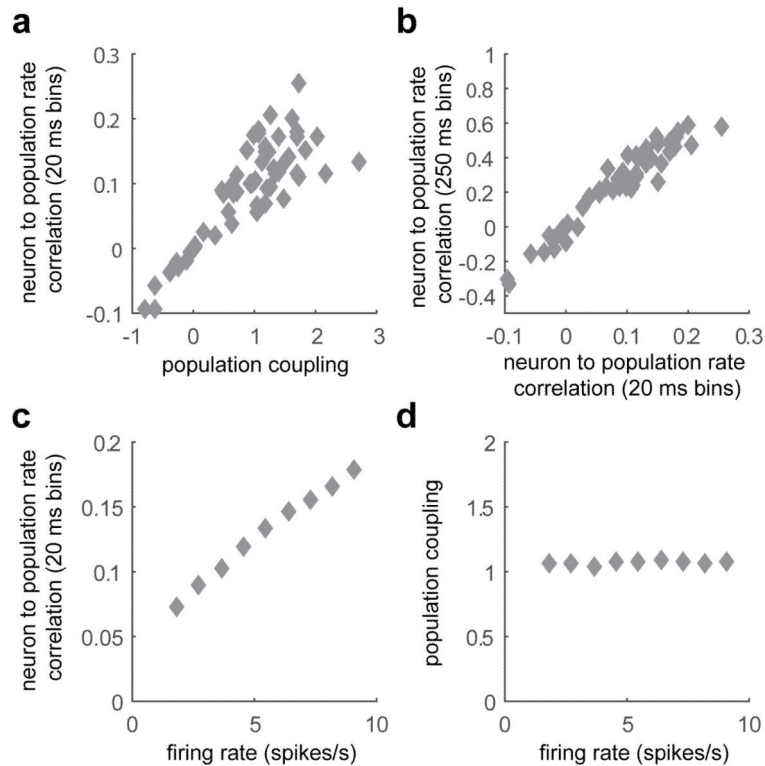 a
neuron to population rate
correlation (20 ms bins)
0.3
0.2
0.1
0
-0.1
-1
0
1
2
3
population coupling
b
neuron to population rate
correlation (250 ms bins)
1
0.8
0.6
0.4
0.2
0
-0.2
-0.4
-0.1
0
0.1
0.2
0.3
neuron to population rate
correlation (20 ms bins)
c
neuron to population rate
correlation (20 ms bins)
0.2
0.15
0.1
0.05
0
0
5
10
firing rate (spikes/s)
d
population coupling
2
1.5
1
0.5
0
0
5
10
firing rate (spikes/s)